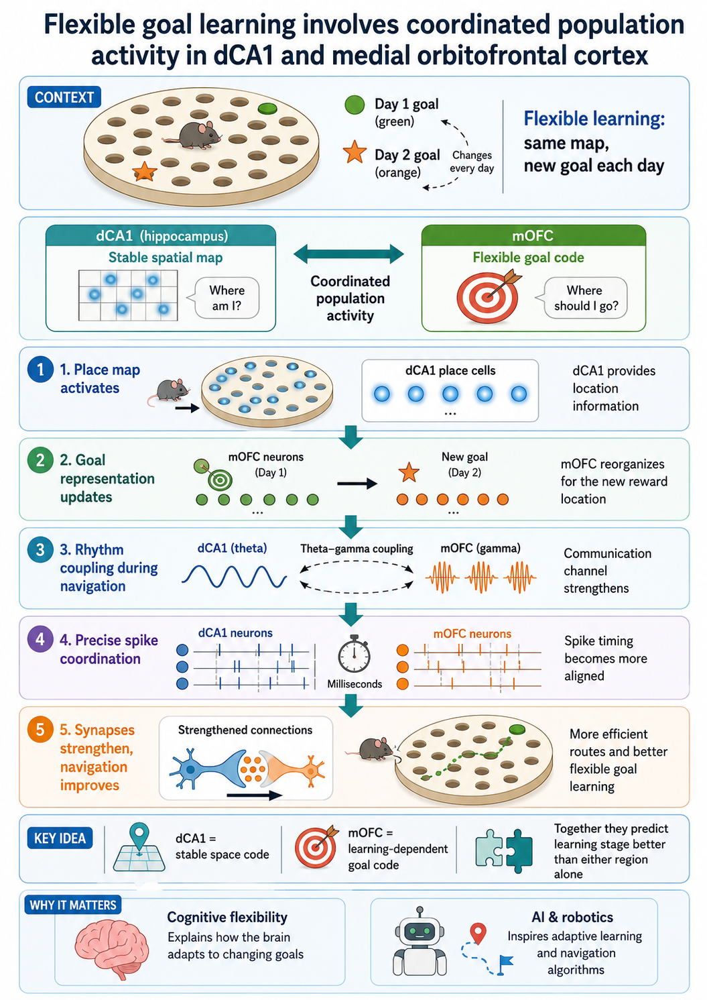 Flexible goal learning involves coordinated population
activity in dCA1 and medial orbitofrontal cortex
CONTEXT
Day 1 goal
(green)
Day 2 goal
(orange)
Changes
every day
Flexible learning:
same map,
new goal each day
dCA1 (hippocampus)
Stable spatial map
Where
am I?
Coordinated
population
activity
mOFC
Flexible goal code
Where
should I go?
1
1. Place map
activates
dCA1 place cells
...
dCA1 provides
location
information
2
2. Goal
representation
updates
mOFC neurons
(Day 1)
...
New goal
(Day 2)
...
mOFC reorganizes
for the new reward
location
3
3. Rhythm
coupling during
navigation
dCA1 (theta)
Theta–gamma coupling
mOFC (gamma)
Communication
channel
strengthens
4
4. Precise spike
coordination
dCA1 neurons
Milliseconds
mOFC neurons
Spike timing
becomes more
aligned
5
5. Synapses
strengthen,
navigation
improves
Strengthened connections
More efficient
routes and better
flexible goal
learning
KEY IDEA
dCA1 =
stable space code
mOFC =
learning-dependent
goal code
Together they predict
learning stage better
than either region
alone
WHY IT MATTERS
Cognitive flexibility
Explains how the brain
adapts to changing goals
AI & robotics
Inspires adaptive learning
and navigation
algorithms